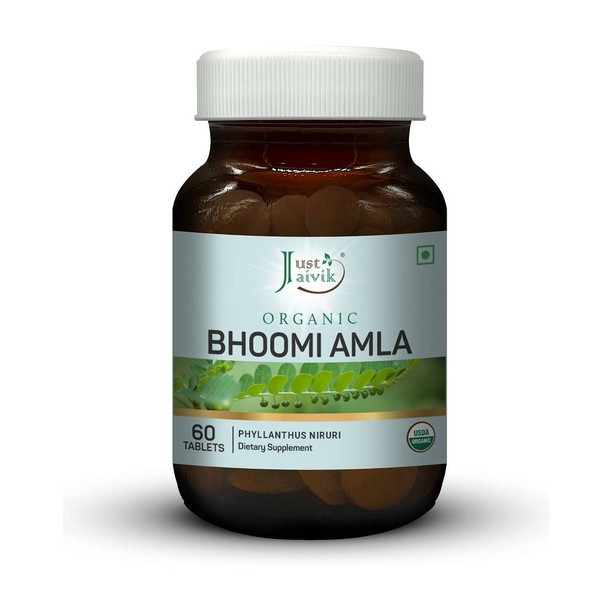 Just
Jaivik®
ORGANIC
BHOOMI AMLA
60
TABLETS
PHYLLANTHUS NIRURI
Dietary Supplement
USDA
ORGANIC